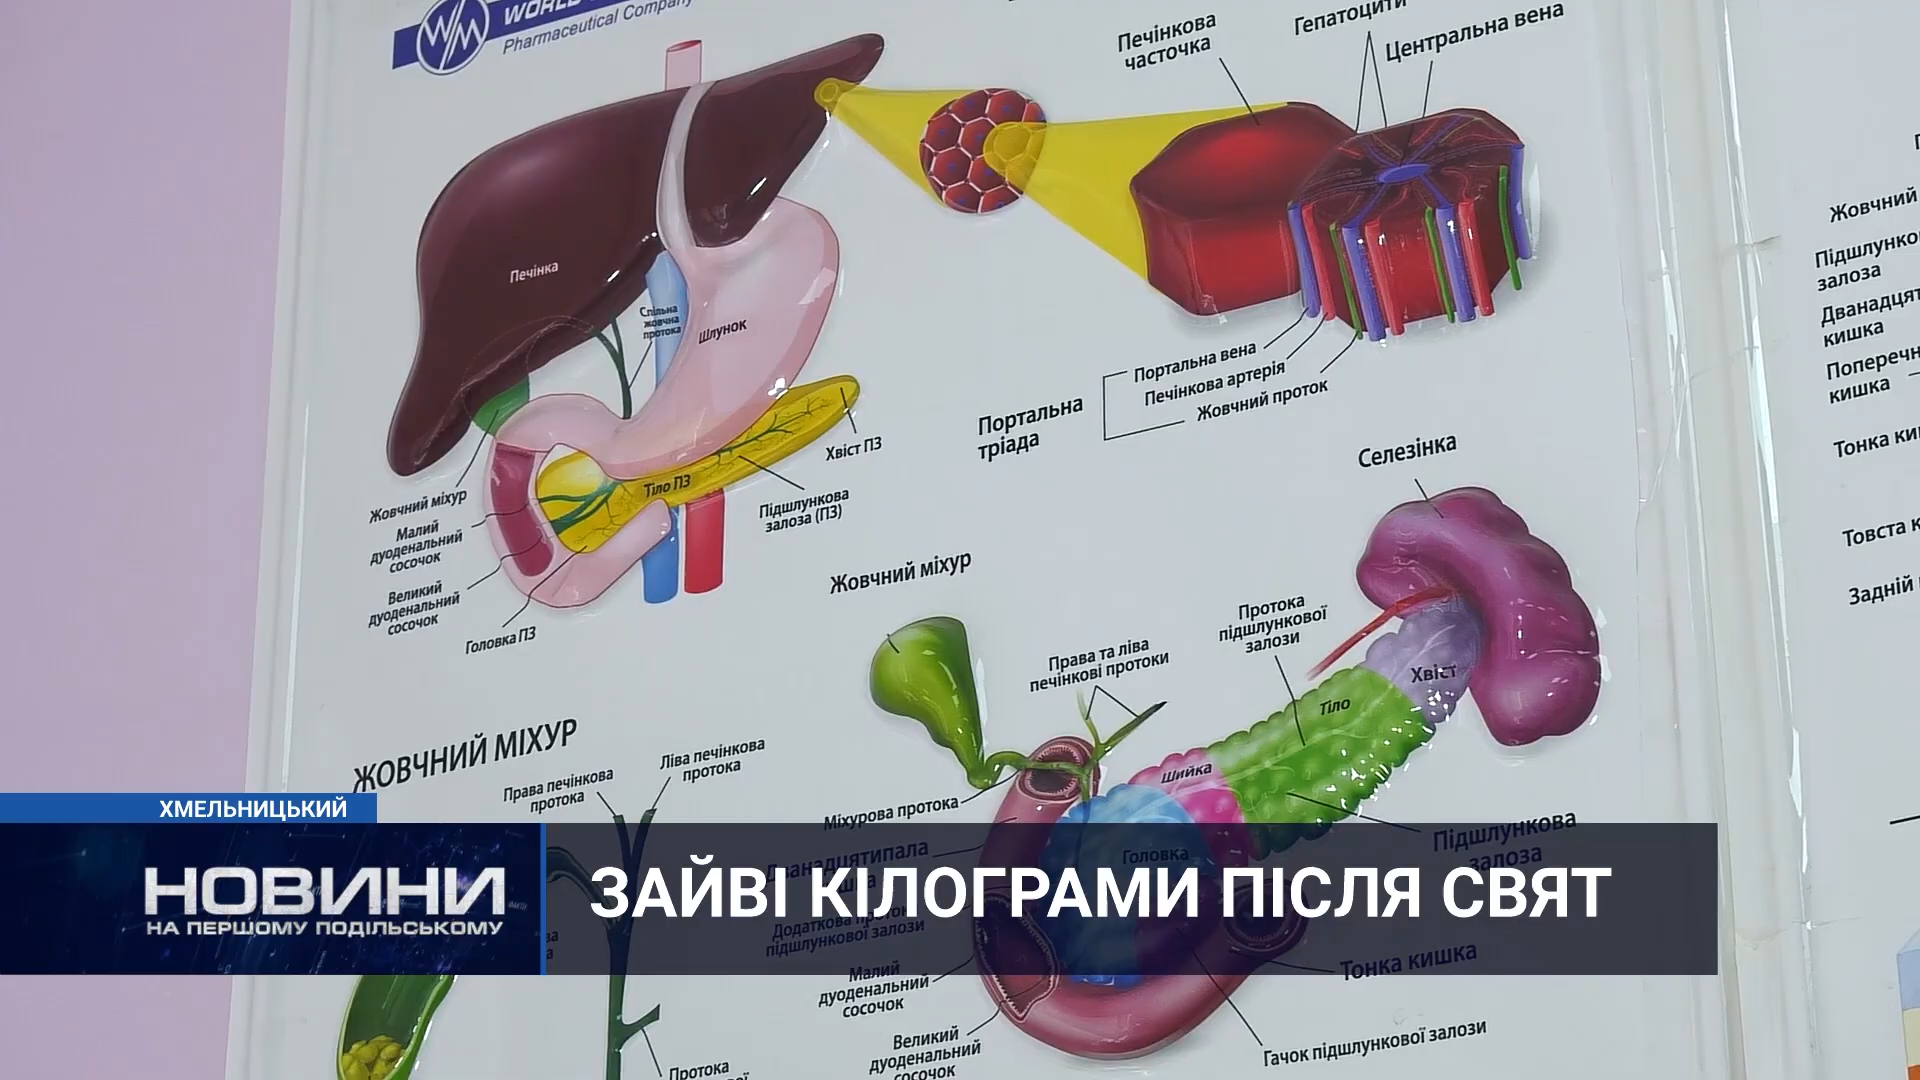 WORLD
Pharmaceutical Company
Печінкова
часточка
Гепатоцити
Центральна вена
Печінка
Спільна
жовчна
протока
Шлунок
Хвіст ПЗ
Тіло ПЗ
Підшлункова
залоза (ПЗ)
Жовчний міхур
Малий
дуоденальний
сосочок
Великий
дуоденальний
сосочок
Головка ПЗ
Портальна
тріада
Портальна вена
Печінкова артерія
Жовчний проток
Селезінка
Жовчний міхур
Права та ліва
печінкові протоки
Протока
підшлункової
залози
Хвіст
Тіло
Шийка
Головка
Міхурова протока
Дванадцятипала
Додаткова
підшлункової залози
Малий
дуоденальний
сосочок
Великий
дуоденальний
сосочок
Підшлункова
залоза
Тонка кишка
Гачок підшлункової залози
ЖОВЧНИЙ МІХУР
Права печінкова
протока
Ліва печінкова
протока
Протока
Жовчний
залоза
кишка
кишка
Тонка
Товста
Задній
ХМЕЛЬНИЦЬКИЙ
НОВИНИ
НА ПЕРШОМУ ПОДІЛЬСЬКОМУ
ЗАЙВІ КІЛОГРАМИ ПІСЛЯ СВЯТ